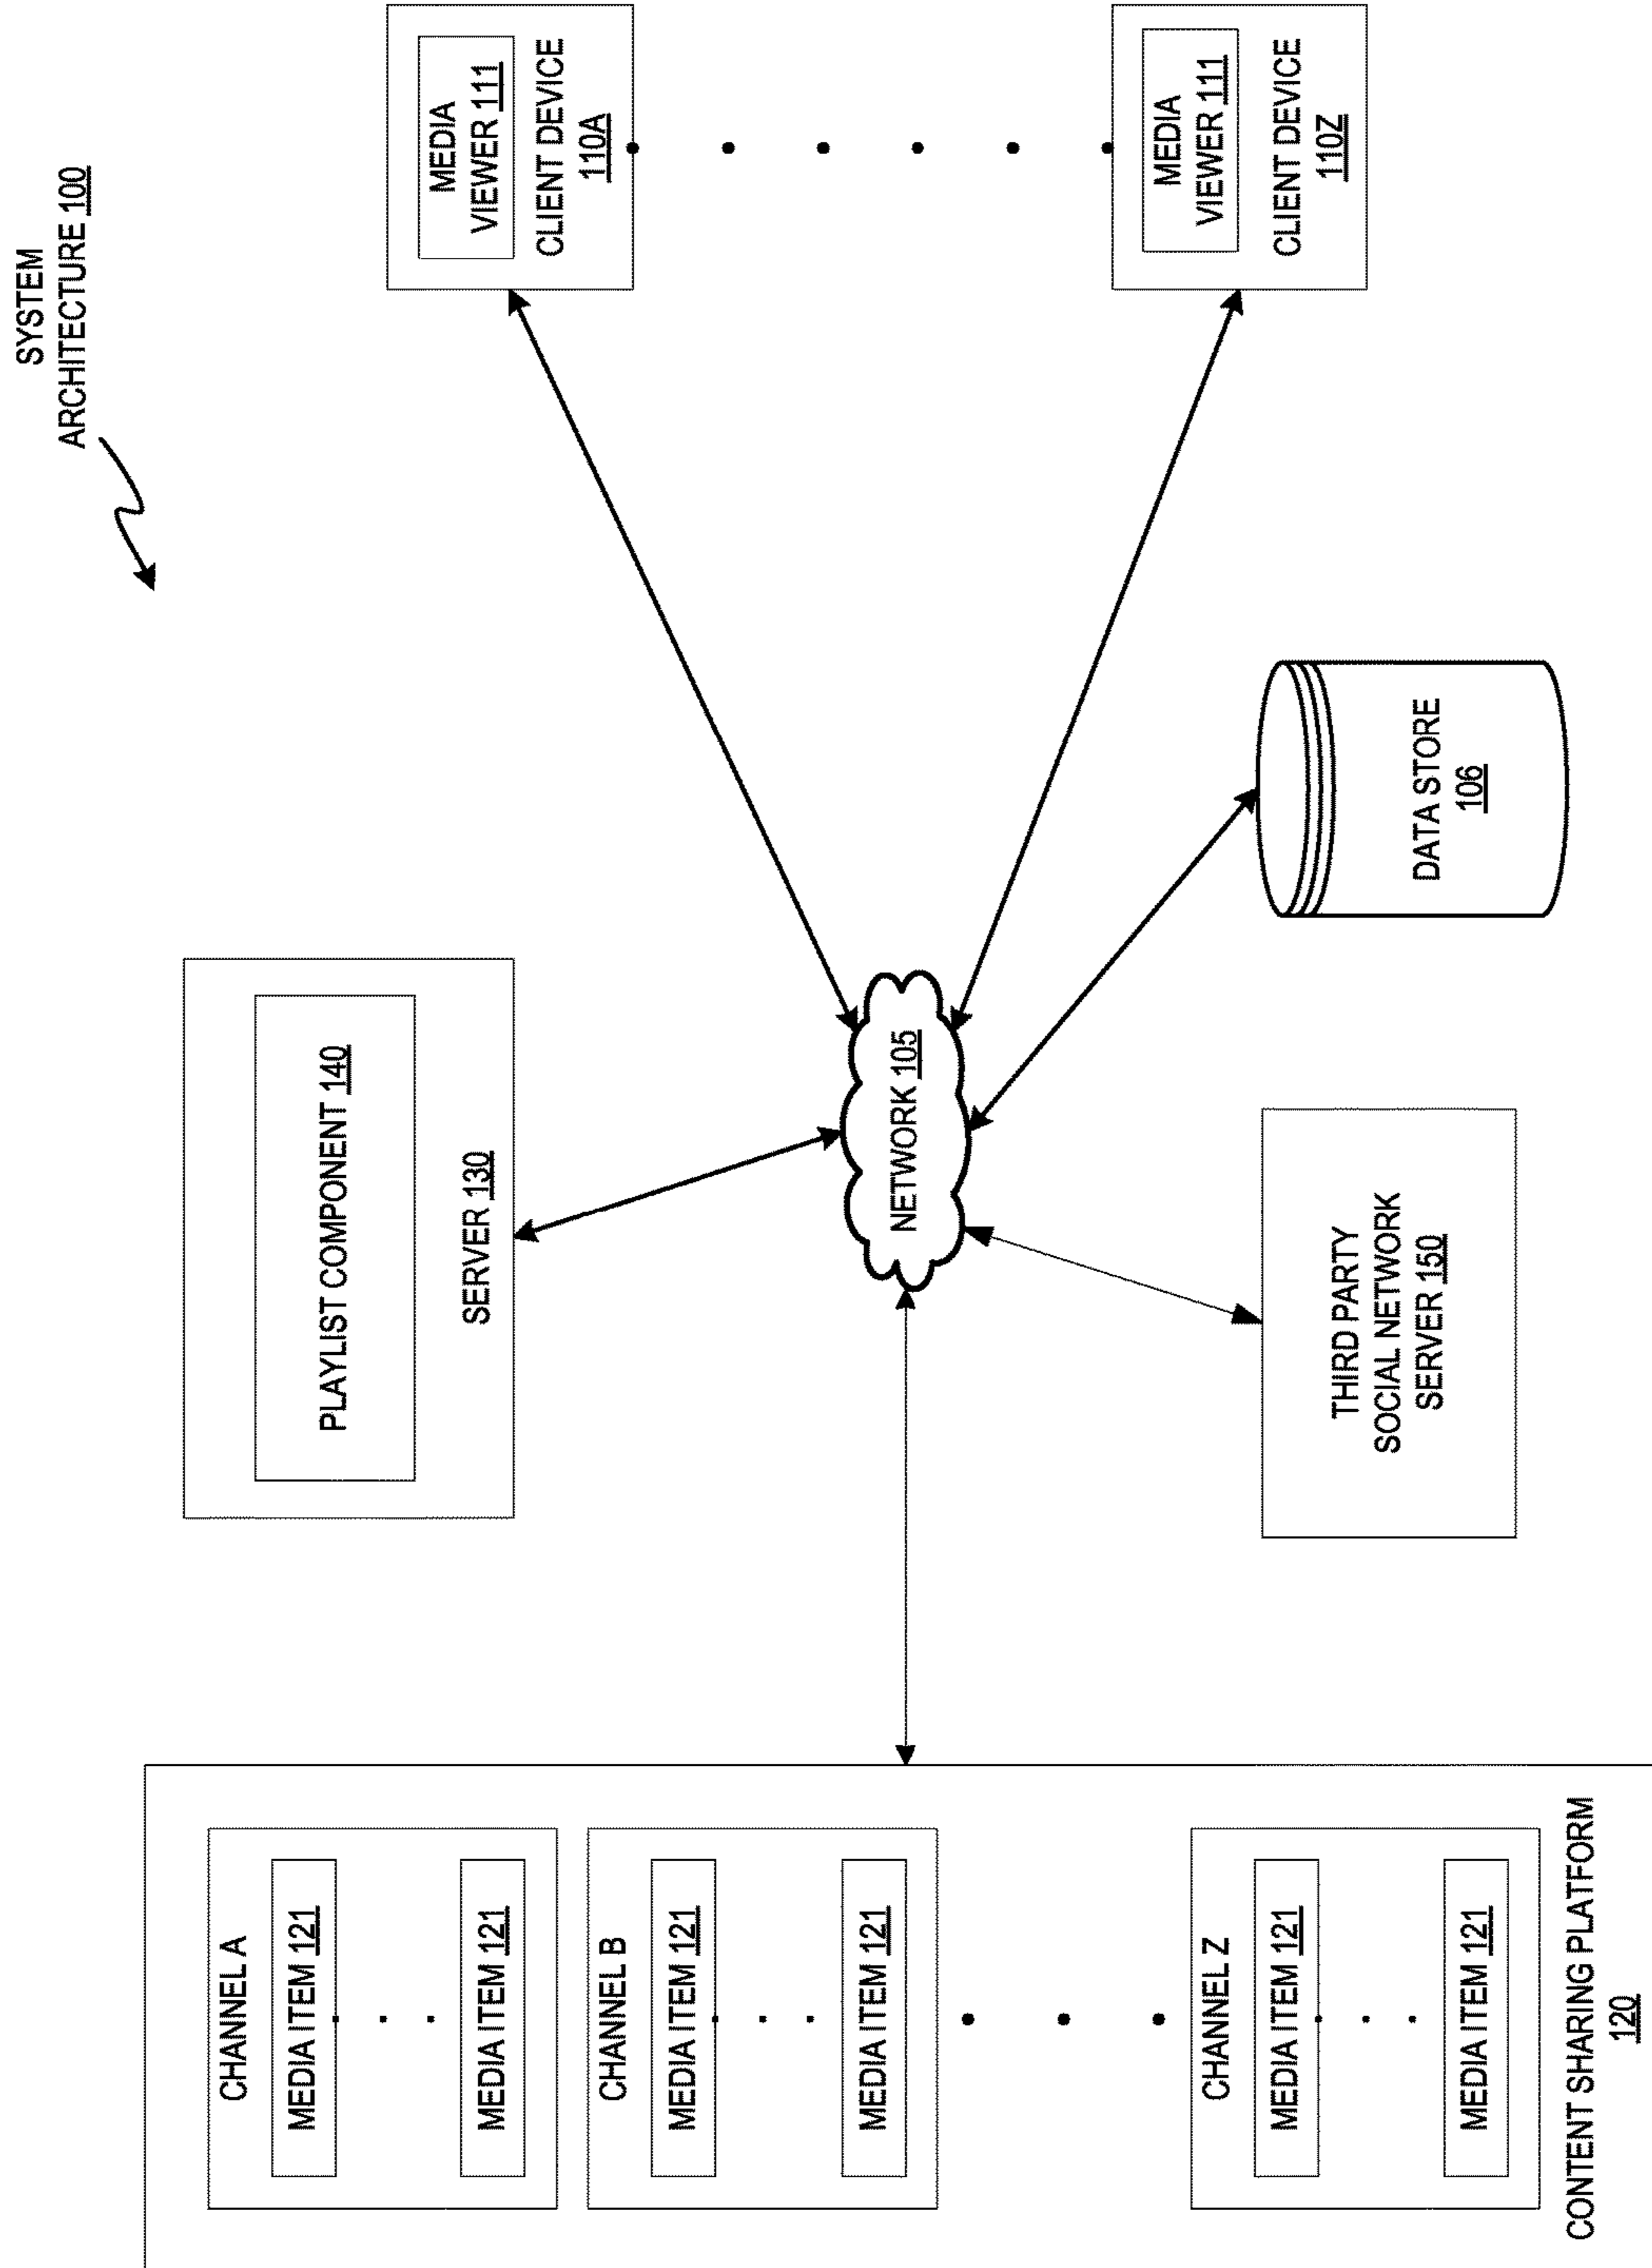 SYSTEM
ARCHITECTURE 100
CHANNEL A
MEDIA ITEM 121
MEDIA ITEM 121
CHANNEL B
MEDIA ITEM 121
MEDIA ITEM 121
CHANNEL Z
MEDIA ITEM 121
MEDIA ITEM 121
CONTENT SHARING PLATFORM
120
PLAYLIST COMPONENT 140
SERVER 130
NETWORK 105
THIRD PARTY
SOCIAL NETWORK
SERVER 150
DATA STORE
106
MEDIA
VIEWER 111
CLIENT DEVICE
110A
MEDIA
VIEWER 111
CLIENT DEVICE
110Z